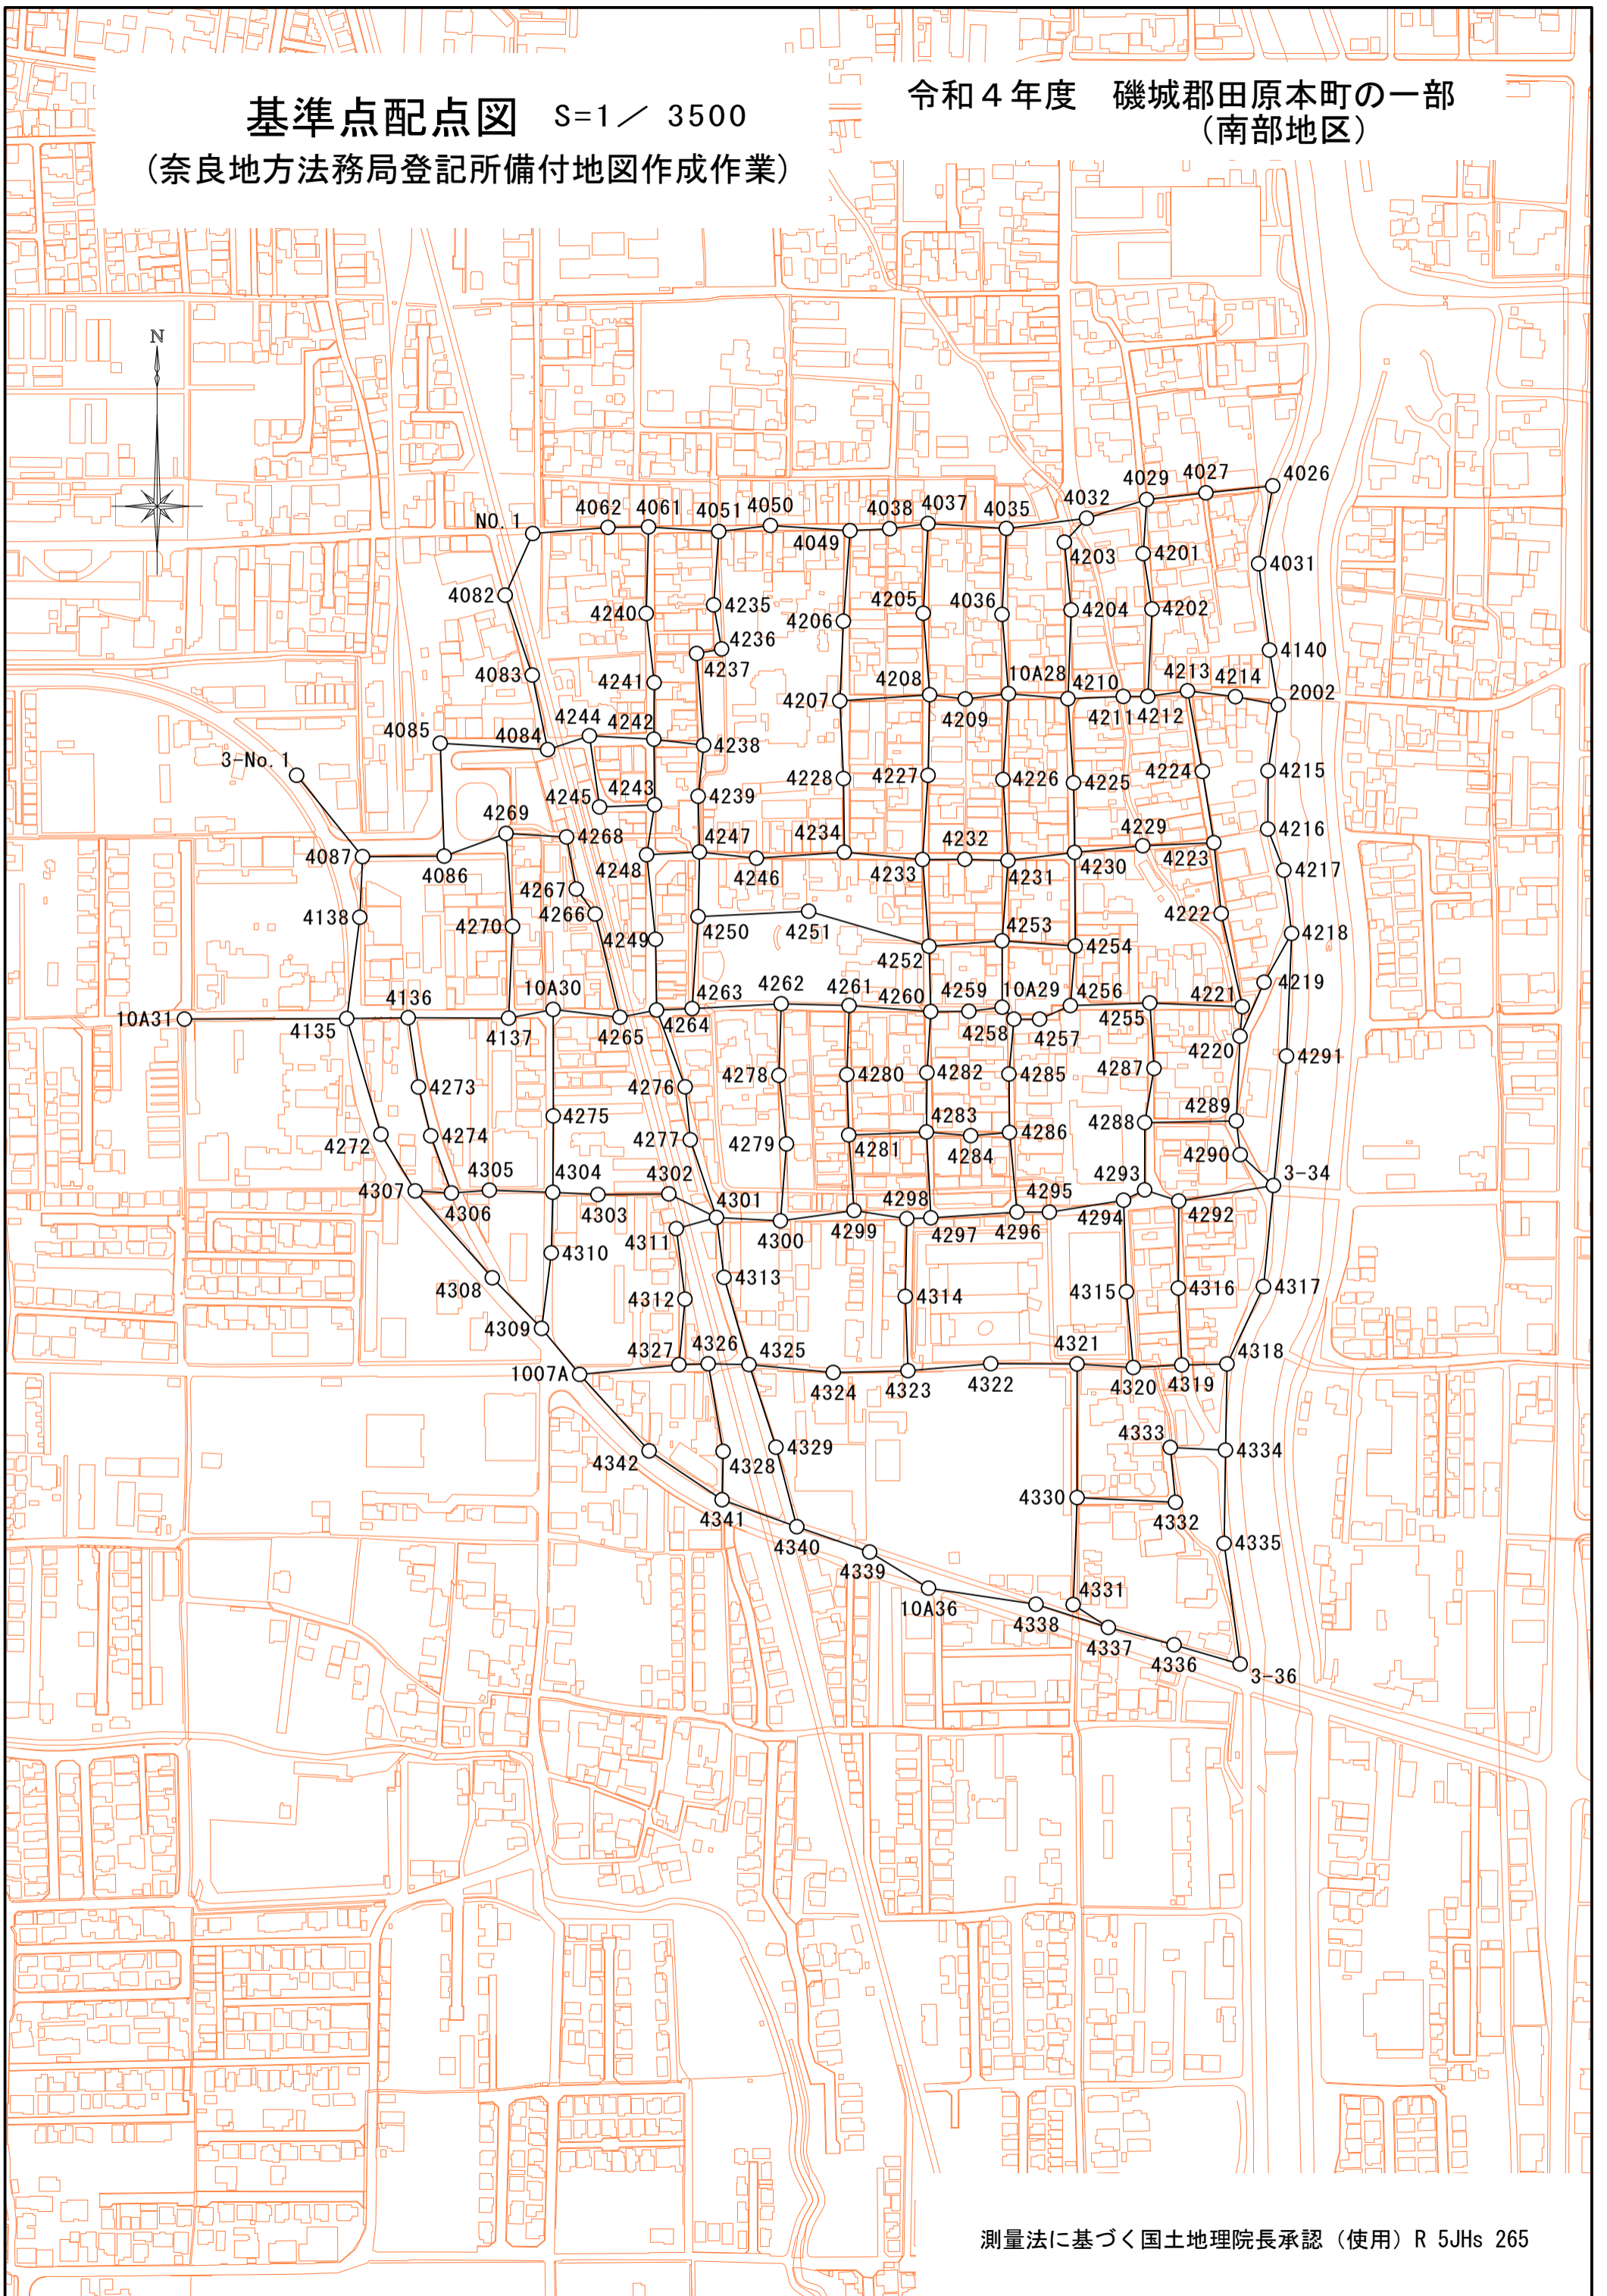 基準点配点図 S=1／ 3500
(奈良地方法務局登記所備付地図作成作業)
令和４年度 磯城郡田原本町の一部
(南部地区)
N
4029 4027 4026
4062 4061 4051 4050 4038 4037 4035 4032
NO. 1 4049
4203 4201 4031
4082 4240 4235 4206 4205 4036 4204 4202
4236
4237 4140
4083 4241 4208 10A28 4210 4213 4214 2002
4207 4209 4211 4212
4085 4084 4244 4242 4238
3-No. 1 4228 4227 4226 4225 4224 4215
4245 4243 4239
4269 4268 4247 4234 4232 4229 4216
4087 4086 4248 4246 4233 4231 4230 4223 4217
4267
4138 4270 4266 4249 4250 4251 4253 4222 4218
4252 4254
4219
10A30 4262 4261 4260 4259 10A29 4256 4221
10A31 4135 4136 4137 4265 4264 4263 4258 4257 4255
4220
4291
4273 4276 4278 4280 4282 4285 4287
4275 4283 4288 4289
4272 4274 4277 4279 4281 4284 4286 4290
4305 4304 4302 4293 3-34
4307 4306 4303 4301 4298 4295 4294 4292
4311 4300 4299 4297 4296
4310
4308 4313 4315 4316 4317
4312 4314
4309
4327 4326 4325 4321 4318
1007A 4324 4323 4322 4320 4319
4333 4334
4342 4328 4329
4330 4332
4341 4340 4335
4339
10A36 4338 4331
4337 4336
3-36
測量法に基づく国土地理院長承認（使用）R 5JHs 265